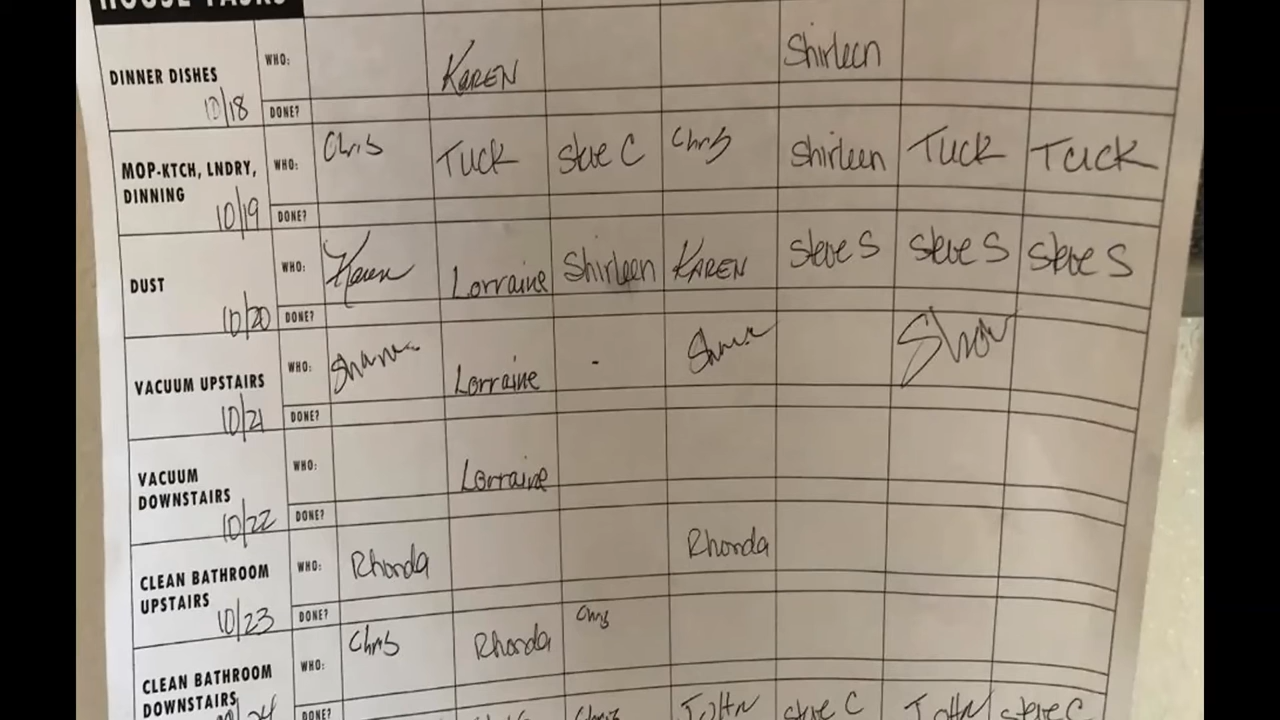 HOUSE TASKS
DINNER DISHES
10/18
WHO: KAREN Shirleen
DONE?
MOP-KTCH, LNDRY,
DINNING
10/19
WHO: Chris TUCK Steve C Chris Shirleen TUCK TUCK
DONE?
DUST
10/20
WHO: Karen Lorraine Shirleen KAREN Steve S Steve S Steve S
DONE?
VACUUM UPSTAIRS
10/21
WHO: Lorraine
DONE?
VACUUM
DOWNSTAIRS
10/22
WHO: Lorraine
DONE?
CLEAN BATHROOM
UPSTAIRS
10/23
WHO: Rhonda Rhonda
DONE?
CLEAN BATHROOM
DOWNSTAIRS
WHO: Chris Rhonda Chris
DONE?
JOHN Steve C JOHN Steve C